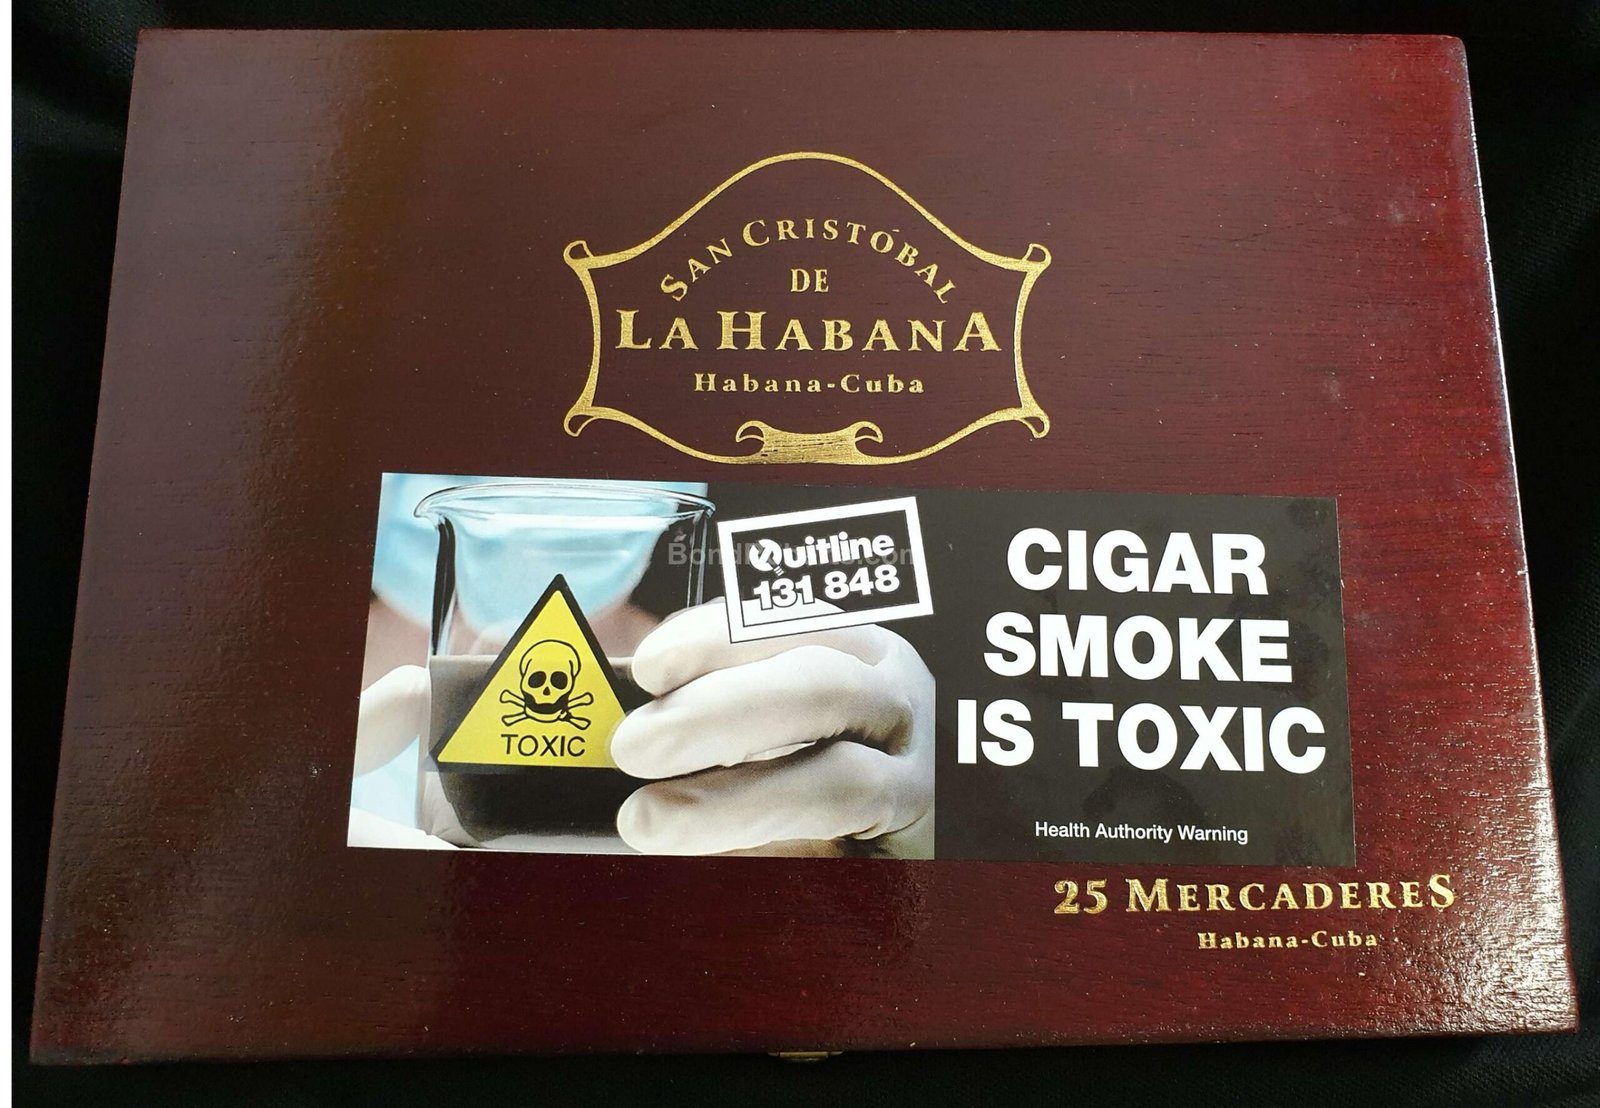 SAN CRISTÓBAL
DE
LA HABANA
Habana-Cuba
Quitline
131 848
CIGAR
SMOKE
IS TOXIC
TOXIC
Health Authority Warning
25 MERCADERES
Habana-Cuba